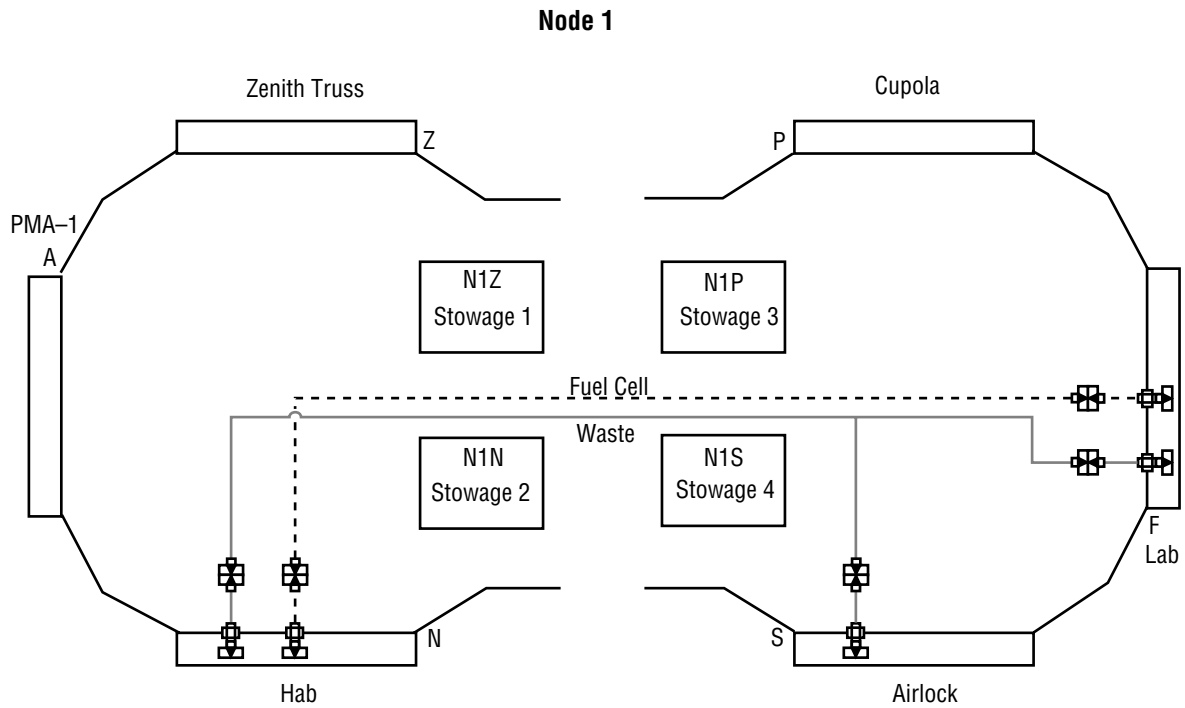 Node 1
Zenith Truss
Cupola
Z
P
PMA–1
A
N1Z
Stowage 1
N1P
Stowage 3
Fuel Cell
Waste
N1N
Stowage 2
N1S
Stowage 4
F
Lab
N
S
Hab
Airlock